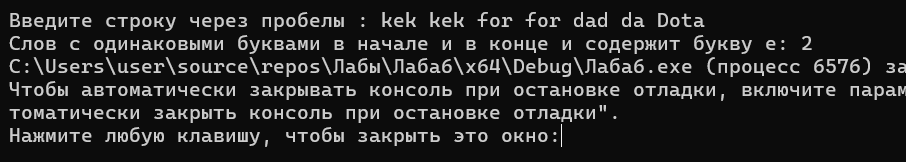 Введите строку через пробелы : kek kek for for dad da Dota
Слов с одинаковыми буквами в начале и в конце и содержит букву е: 2
C:\Users\user\source\repos\Лабы\Лаба6\x64\Debug\Лаба6.exe (процесс 6576) за
Чтобы автоматически закрывать консоль при остановке отладки, включите парам
томатически закрыть консоль при остановке отладки".
Нажмите любую клавишу, чтобы закрыть это окно: